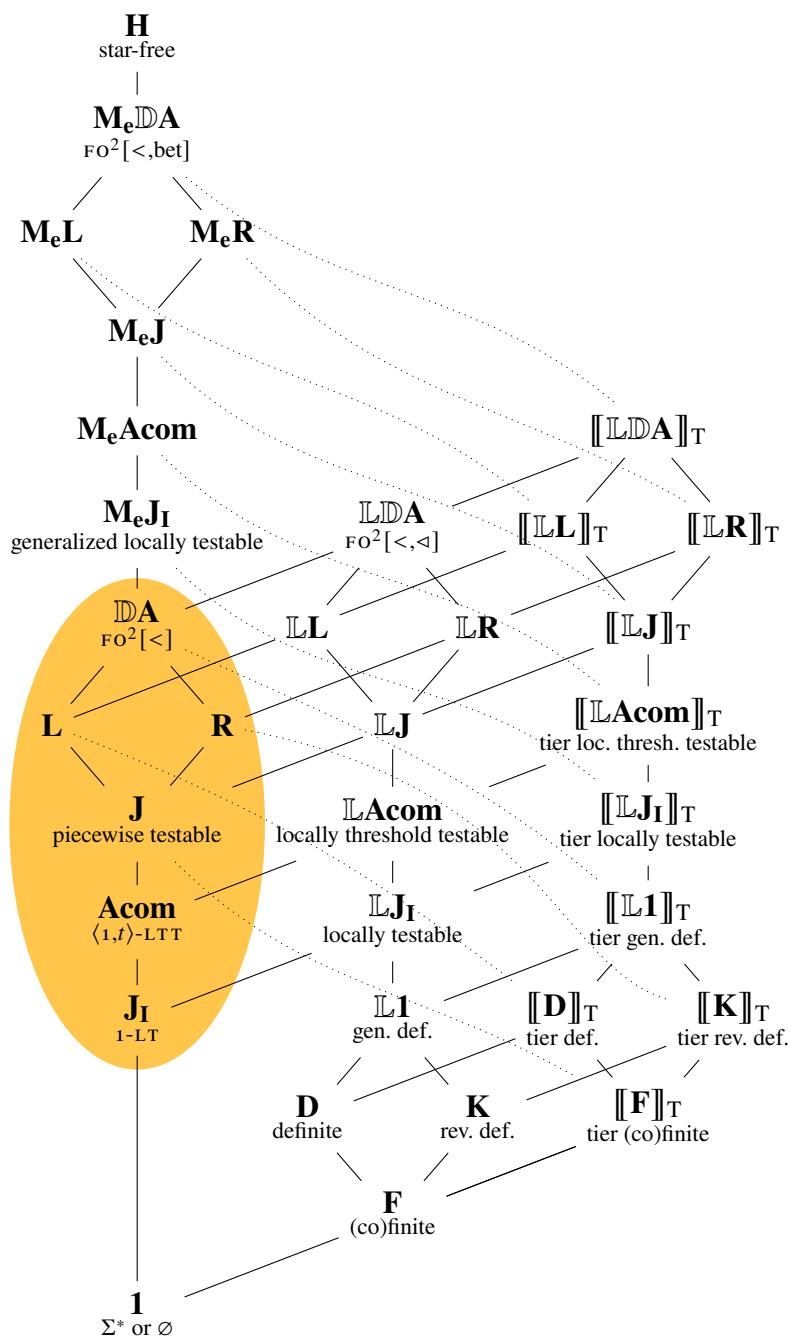 H
star-free
Mₑ𝔻A
FO²[<,bet]
MₑL MₑR
MₑJ
MₑAcom ⟦𝕃𝔻A⟧T
MₑJI 𝕃𝔻A ⟦𝕃L⟧T ⟦𝕃R⟧T
generalized locally testable FO²[<,⊲]
𝔻A 𝕃L 𝕃R ⟦𝕃J⟧T
FO²[<]
L R 𝕃J ⟦𝕃Acom⟧T
tier loc. thresh. testable
J 𝕃Acom ⟦𝕃JI⟧T
piecewise testable locally threshold testable tier locally testable
Acom 𝕃JI ⟦𝕃1⟧T
⟨1,t⟩-LTT locally testable tier gen. def.
JI 𝕃1 ⟦D⟧T ⟦K⟧T
1-LT gen. def. tier def. tier rev. def.
D K ⟦F⟧T
definite rev. def. tier (co)finite
F
(co)finite
1
Σ* or ∅